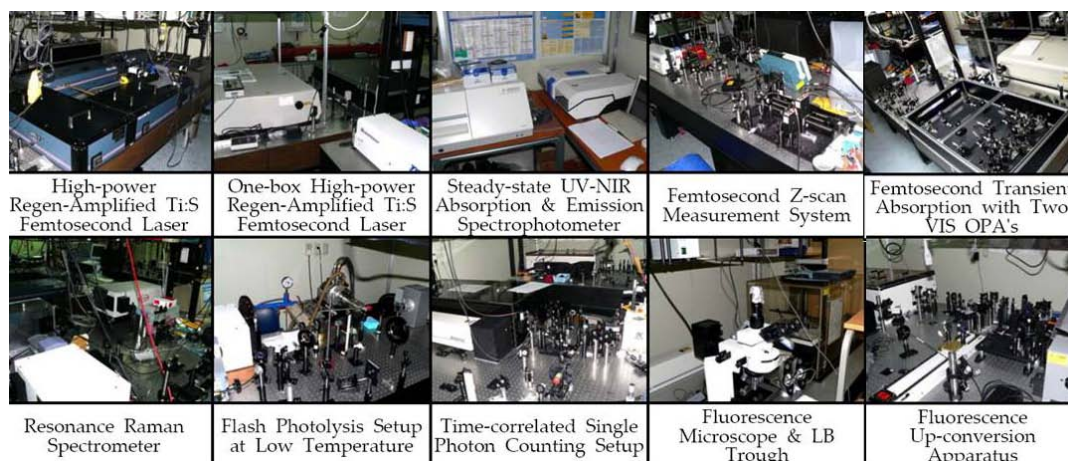 High-power
Regen-Amplified Ti:S
Femtosecond Laser
One-box High-power
Regen-Amplified Ti:S
Femtosecond Laser
Steady-state UV-NIR
Absorption & Emission
Spectrophotometer
Femtosecond Z-scan
Measurement System
Femtosecond Transient
Absorption with Two
VIS OPA's
Resonance Raman
Spectrometer
Flash Photolysis Setup
at Low Temperature
Time-correlated Single
Photon Counting Setup
Fluorescence
Microscope & LB
Trough
Fluorescence
Up-conversion
Apparatus